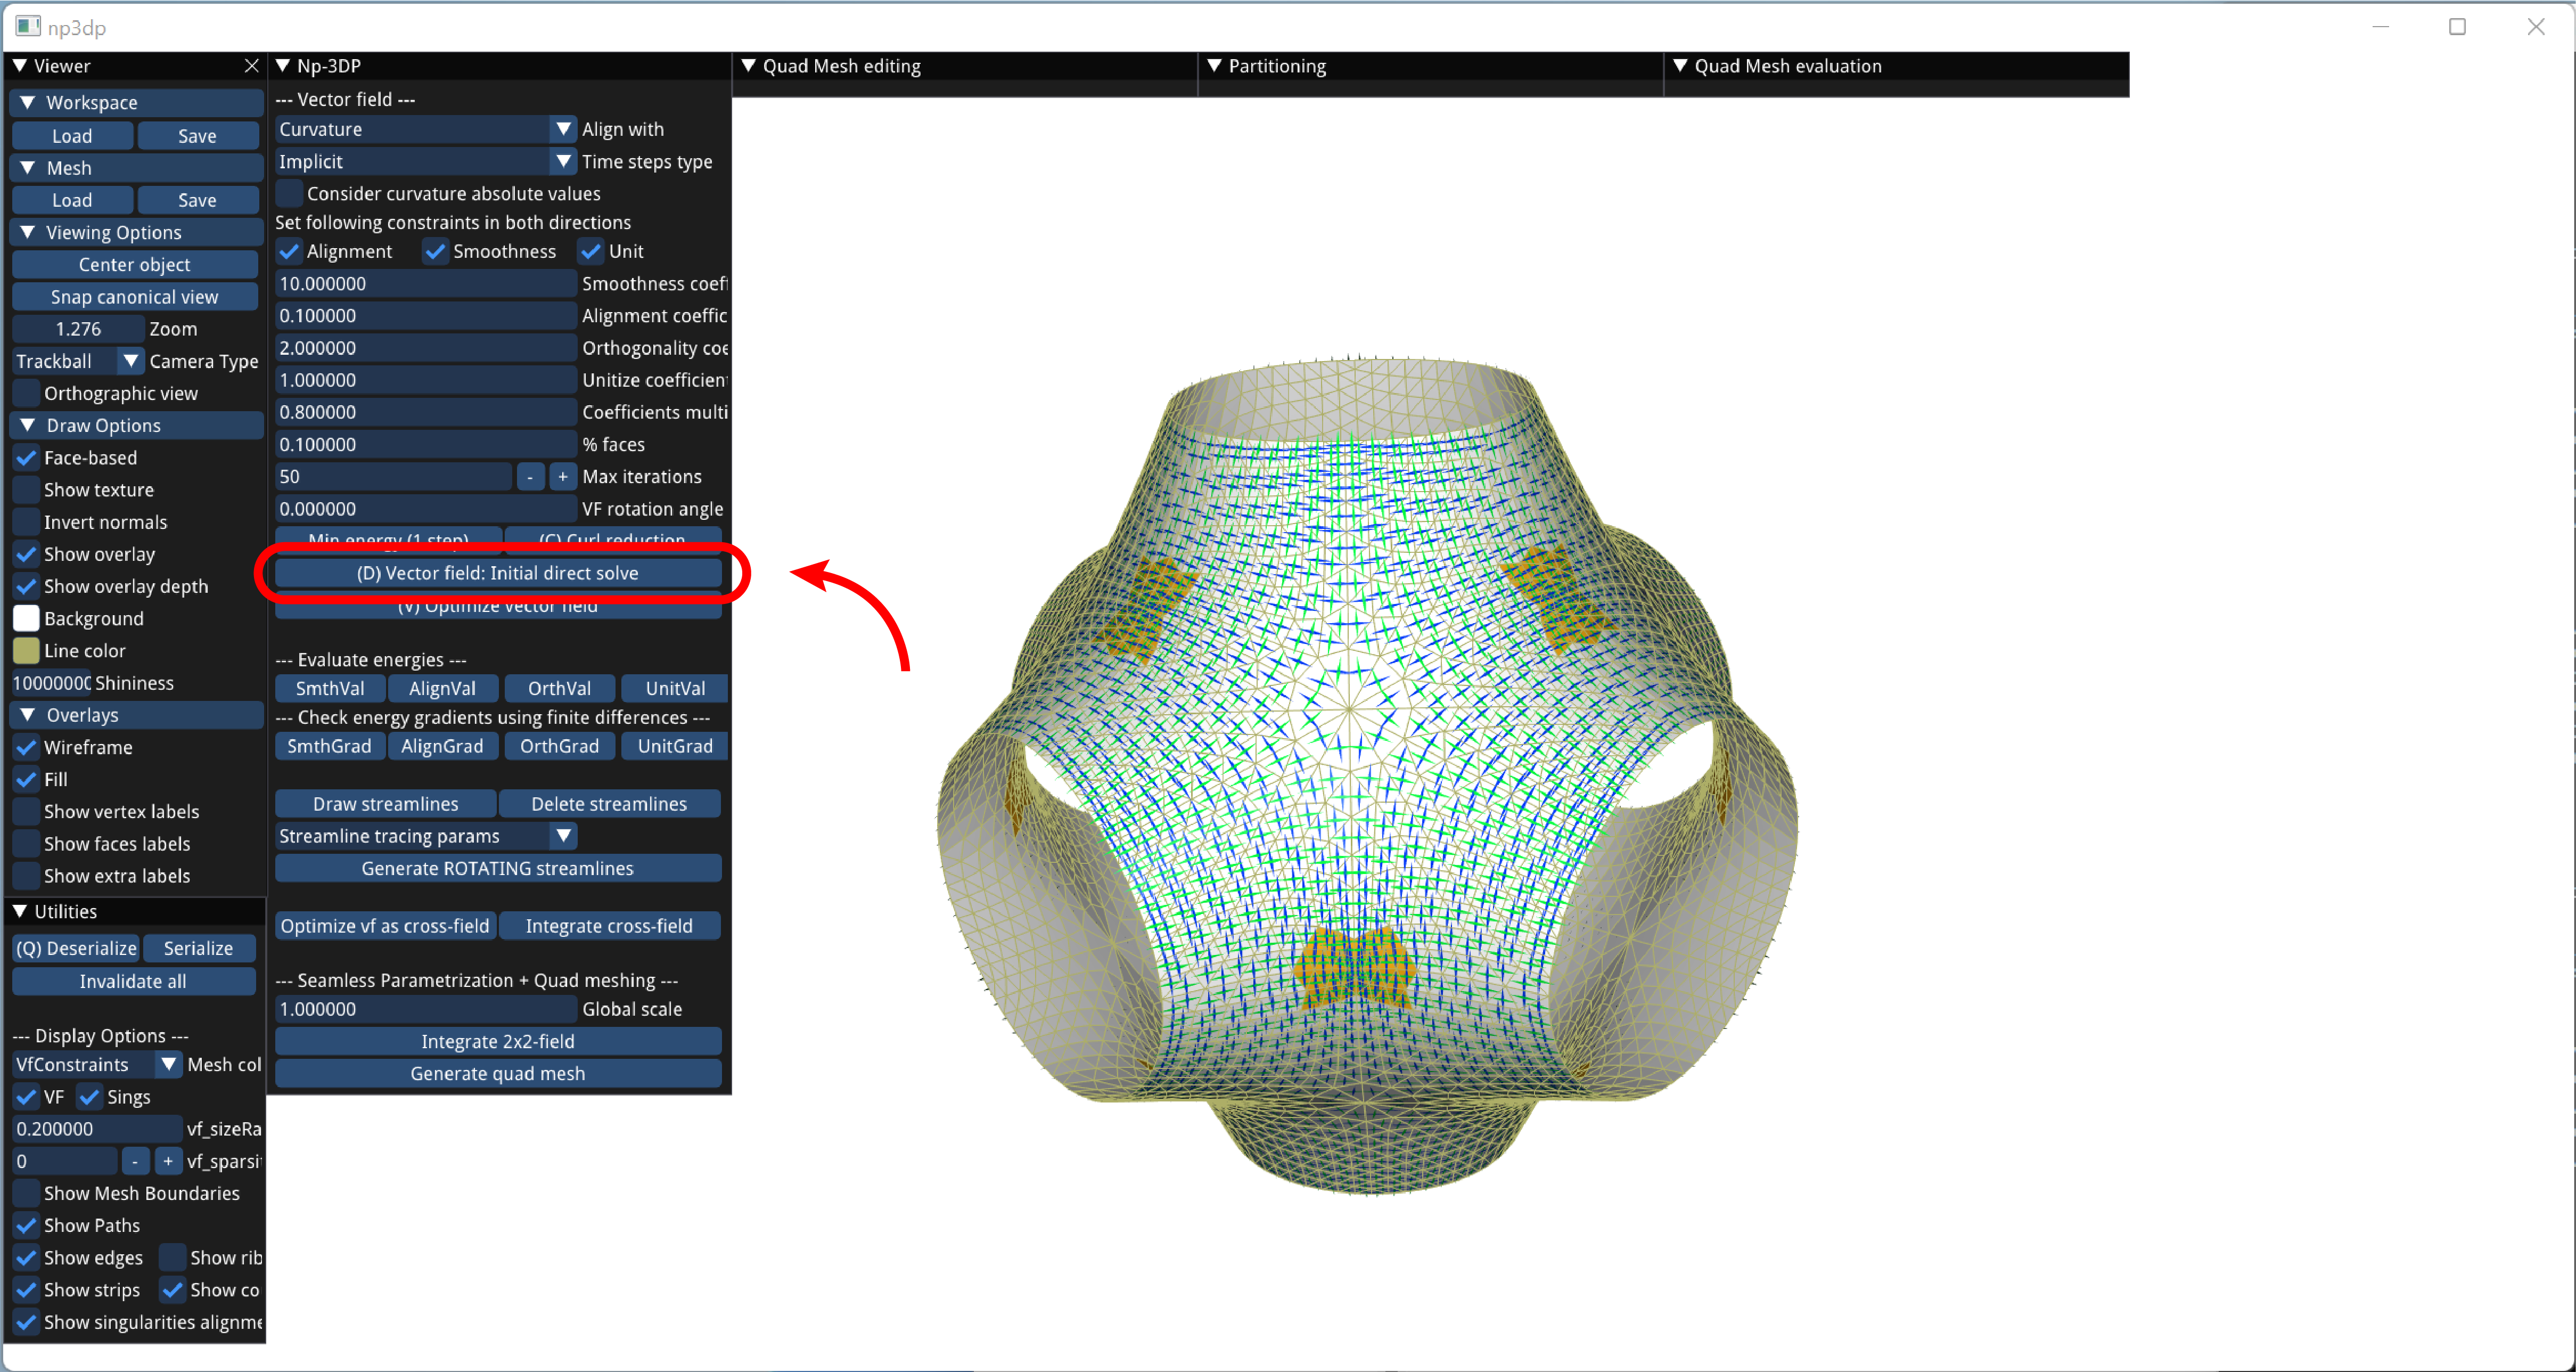 np3dp
Viewer
Workspace
Load Save
Mesh
Load Save
Viewing Options
Center object
Snap canonical view
1.276 Zoom
Trackball Camera Type
Orthographic view
Draw Options
Face-based
Show texture
Invert normals
Show overlay
Show overlay depth
Background
Line color
10000000 Shininess
Overlays
Wireframe
Fill
Show vertex labels
Show faces labels
Show extra labels
Utilities
(Q) Deserialize Serialize
Invalidate all
--- Display Options ---
VfConstraints Mesh col
VF Sings
0.200000 vf_sizeRa
0 - + vf_sparsi
Show Mesh Boundaries
Show Paths
Show edges Show rib
Show strips Show co
Show singularities alignme
Np-3DP
--- Vector field ---
Curvature Align with
Implicit Time steps type
Consider curvature absolute values
Set following constraints in both directions
Alignment Smoothness Unit
10.000000 Smoothness coef
0.100000 Alignment coeffic
2.000000 Orthogonality coe
1.000000 Unitize coefficien
0.800000 Coefficients multi
0.100000 % faces
50 - + Max iterations
0.000000 VF rotation angle
Min energy (1 step) (C) Curl reduction
(D) Vector field: Initial direct solve
(V) Optimize vector field
--- Evaluate energies ---
SmthVal AlignVal OrthVal UnitVal
--- Check energy gradients using finite differences ---
SmthGrad AlignGrad OrthGrad UnitGrad
Draw streamlines Delete streamlines
Streamline tracing params
Generate ROTATING streamlines
Optimize vf as cross-field Integrate cross-field
--- Seamless Parametrization + Quad meshing ---
1.000000 Global scale
Integrate 2x2-field
Generate quad mesh
Quad Mesh editing
Partitioning
Quad Mesh evaluation